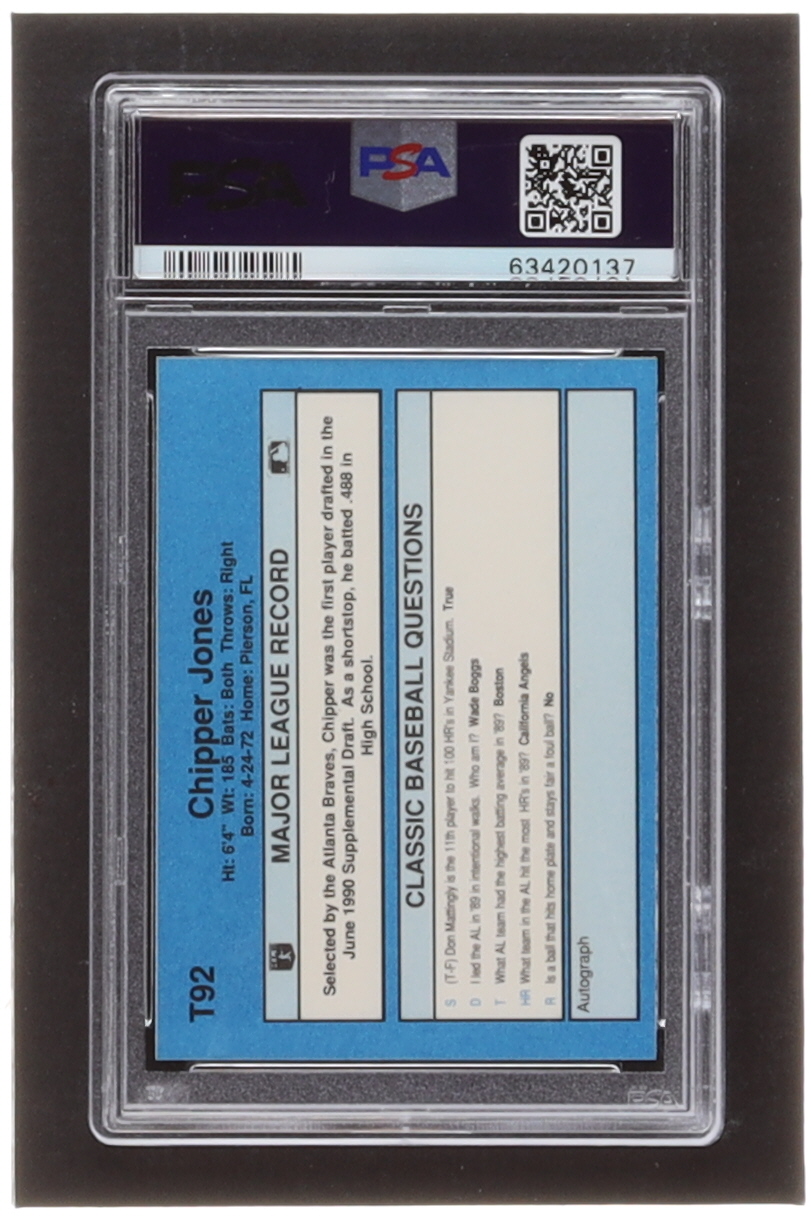 PSA
PSA
63420137
T92
Chipper Jones
Ht: 6'4" Wt: 185 Bats: Both Throws: Right
Born: 4-24-72 Home: Pierson, FL
MAJOR LEAGUE RECORD
Selected by the Atlanta Braves, Chipper was the first player drafted in the
June 1990 Supplemental Draft. As a shortstop, he batted .488 in
High School.
CLASSIC BASEBALL QUESTIONS
S (T-F) Don Mattingly is the 11th player to hit 100 HR's in Yankee Stadium. True
D I led the AL in '89 in intentional walks. Who am I? Wade Boggs
T What AL team had the highest batting average in '89? Boston
HR What team in the AL hit the most HR's in '89? California Angels
R Is a ball that hits home plate and stays fair a foul ball? No
Autograph
PSA